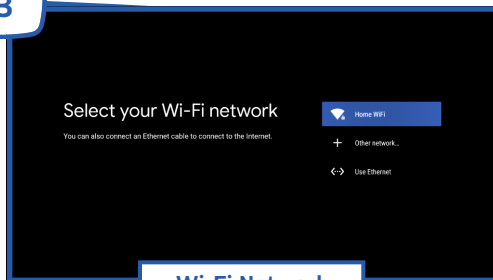 3
Select your Wi-Fi network
You can also connect an Ethernet cable to connect to the Internet.
Home WiFi
Other network...
Use Ethernet
Wi-Fi Network